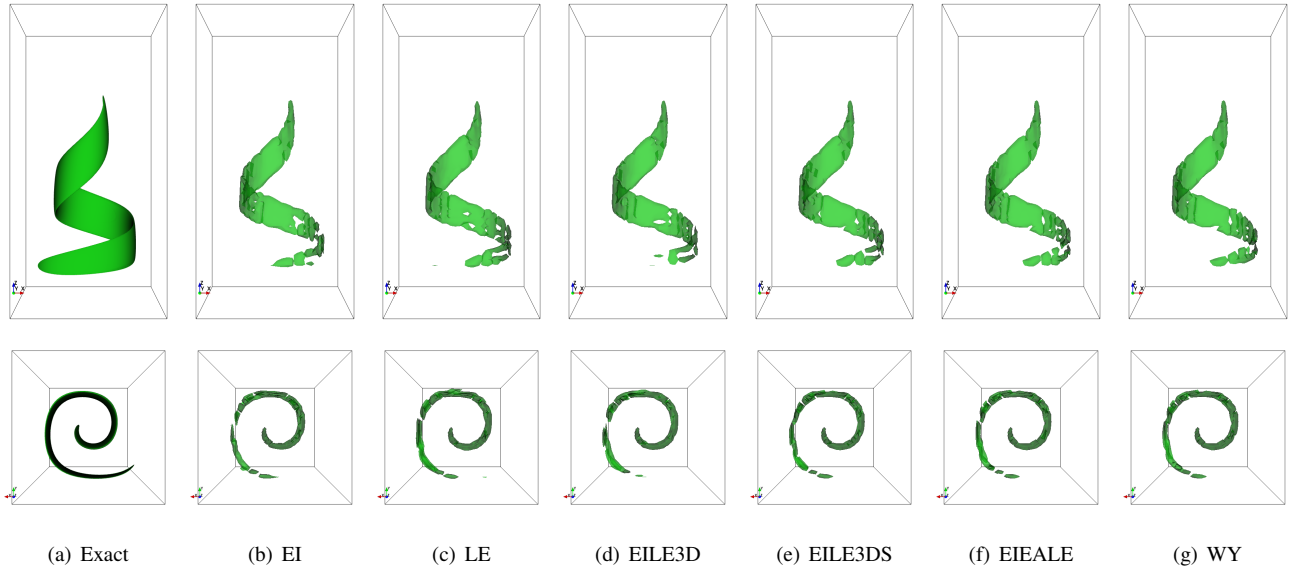 (a) Exact
(b) EI
(c) LE
(d) EILE3D
(e) EILE3DS
(f) EIEALE
(g) WY